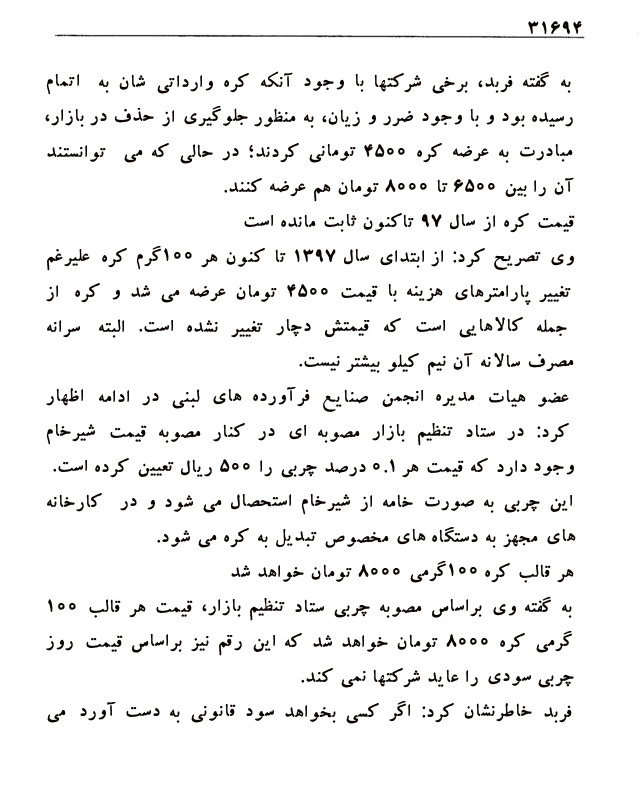 ۳۱۶۹۴
به گفته فربد، برخی شرکتها با وجود آنکه کره وارداتی شان به اتمام
رسیده بود و با وجود ضرر و زیان، به منظور جلوگیری از حذف در بازار،
مبادرت به عرضه کره ۴۵۰۰ تومانی کردند؛ در حالی که می توانستند
آن را بین ۶۵۰۰ تا ۸۰۰۰ تومان هم عرضه کنند.
قیمت کره از سال ۹۷ تاکنون ثابت مانده است
وی تصریح کرد: از ابتدای سال ۱۳۹۷ تا کنون هر ۱۰۰گرم کره علیرغم
تغییر پارامترهای هزینه با قیمت ۴۵۰۰ تومان عرضه می شد و کره از
جمله کالاهایی است که قیمتش دچار تغییر نشده است. البته سرانه
مصرف سالانه آن نیم کیلو بیشتر نیست.
عضو هیات مدیره انجمن صنایع فرآورده های لبنی در ادامه اظهار
کرد: در ستاد تنظیم بازار مصوبه ای در کنار مصوبه قیمت شیرخام
وجود دارد که قیمت هر ۰.۱ درصد چربی را ۵۰۰ ریال تعیین کرده است.
این چربی به صورت خامه از شیرخام استحصال می شود و در کارخانه
های مجهز به دستگاه های مخصوص تبدیل به کره می شود.
هر قالب کره ۱۰۰گرمی ۸۰۰۰ تومان خواهد شد
به گفته وی براساس مصوبه چربی ستاد تنظیم بازار، قیمت هر قالب ۱۰۰
گرمی کره ۸۰۰۰ تومان خواهد شد که این رقم نیز براساس قیمت روز
چربی سودی را عاید شرکتها نمی کند.
فربد خاطرنشان کرد: اگر کسی بخواهد سود قانونی به دست آورد می